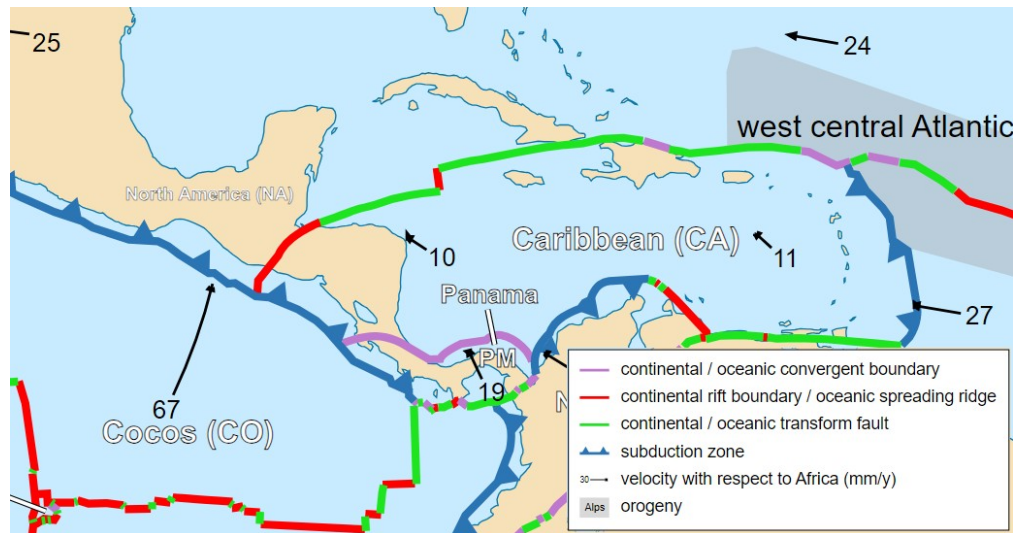 25
24
west central Atlantic
North America (NA)
10
Caribbean (CA)
11
Panama
27
PM
19
67
Cocos (CO)
N
continental / oceanic convergent boundary
continental rift boundary / oceanic spreading ridge
continental / oceanic transform fault
subduction zone
30 velocity with respect to Africa (mm/y)
Alps orogeny